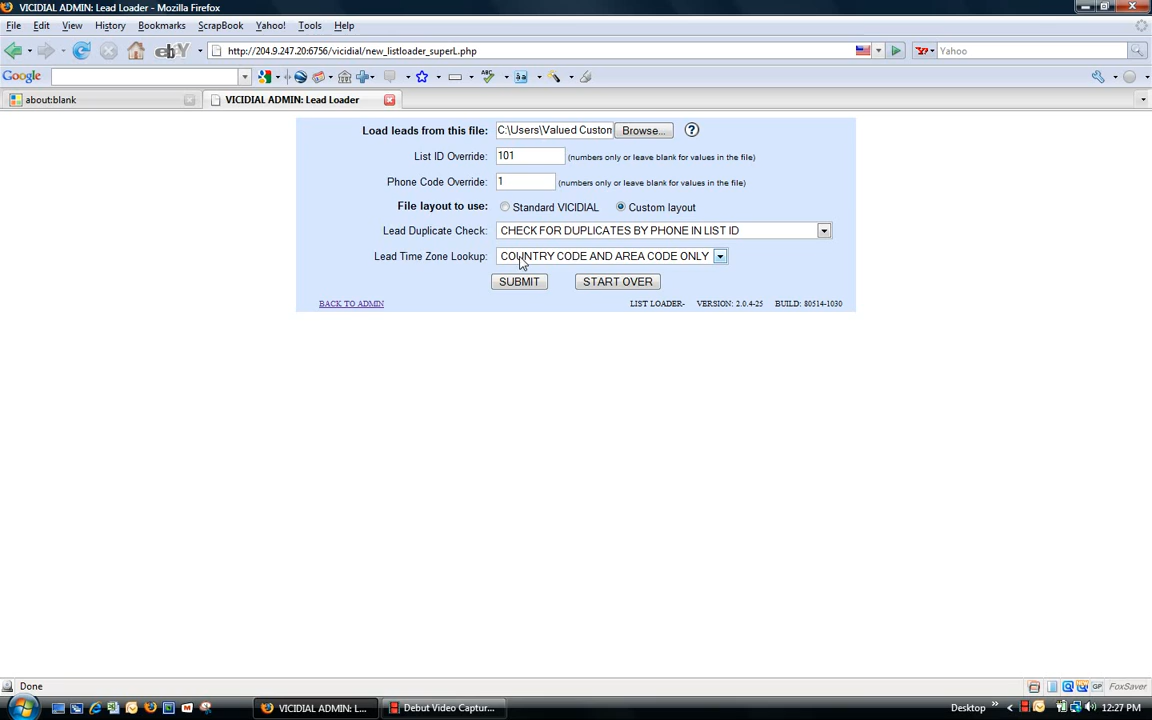 VICIDIAL ADMIN: Lead Loader - Mozilla Firefox
File Edit View History Bookmarks ScrapBook Yahoo! Tools Help
http://204.9.247.20:6756/vicidial/new_listloader_superL.php
Yahoo
Google
about:blank
VICIDIAL ADMIN: Lead Loader
Load leads from this file: C:\Users\Valued Custom Browse... ?
List ID Override: 101 (numbers only or leave blank for values in the file)
Phone Code Override: 1 (numbers only or leave blank for values in the file)
File layout to use: Standard VICIDIAL Custom layout
Lead Duplicate Check: CHECK FOR DUPLICATES BY PHONE IN LIST ID
Lead Time Zone Lookup: COUNTRY CODE AND AREA CODE ONLY
SUBMIT START OVER
BACK TO ADMIN LIST LOADER- VERSION: 2.0.4-25 BUILD: 80514-1030
Done
FoxSaver
VICIDIAL ADMIN: L... Debut Video Captur... Desktop 12:27 PM